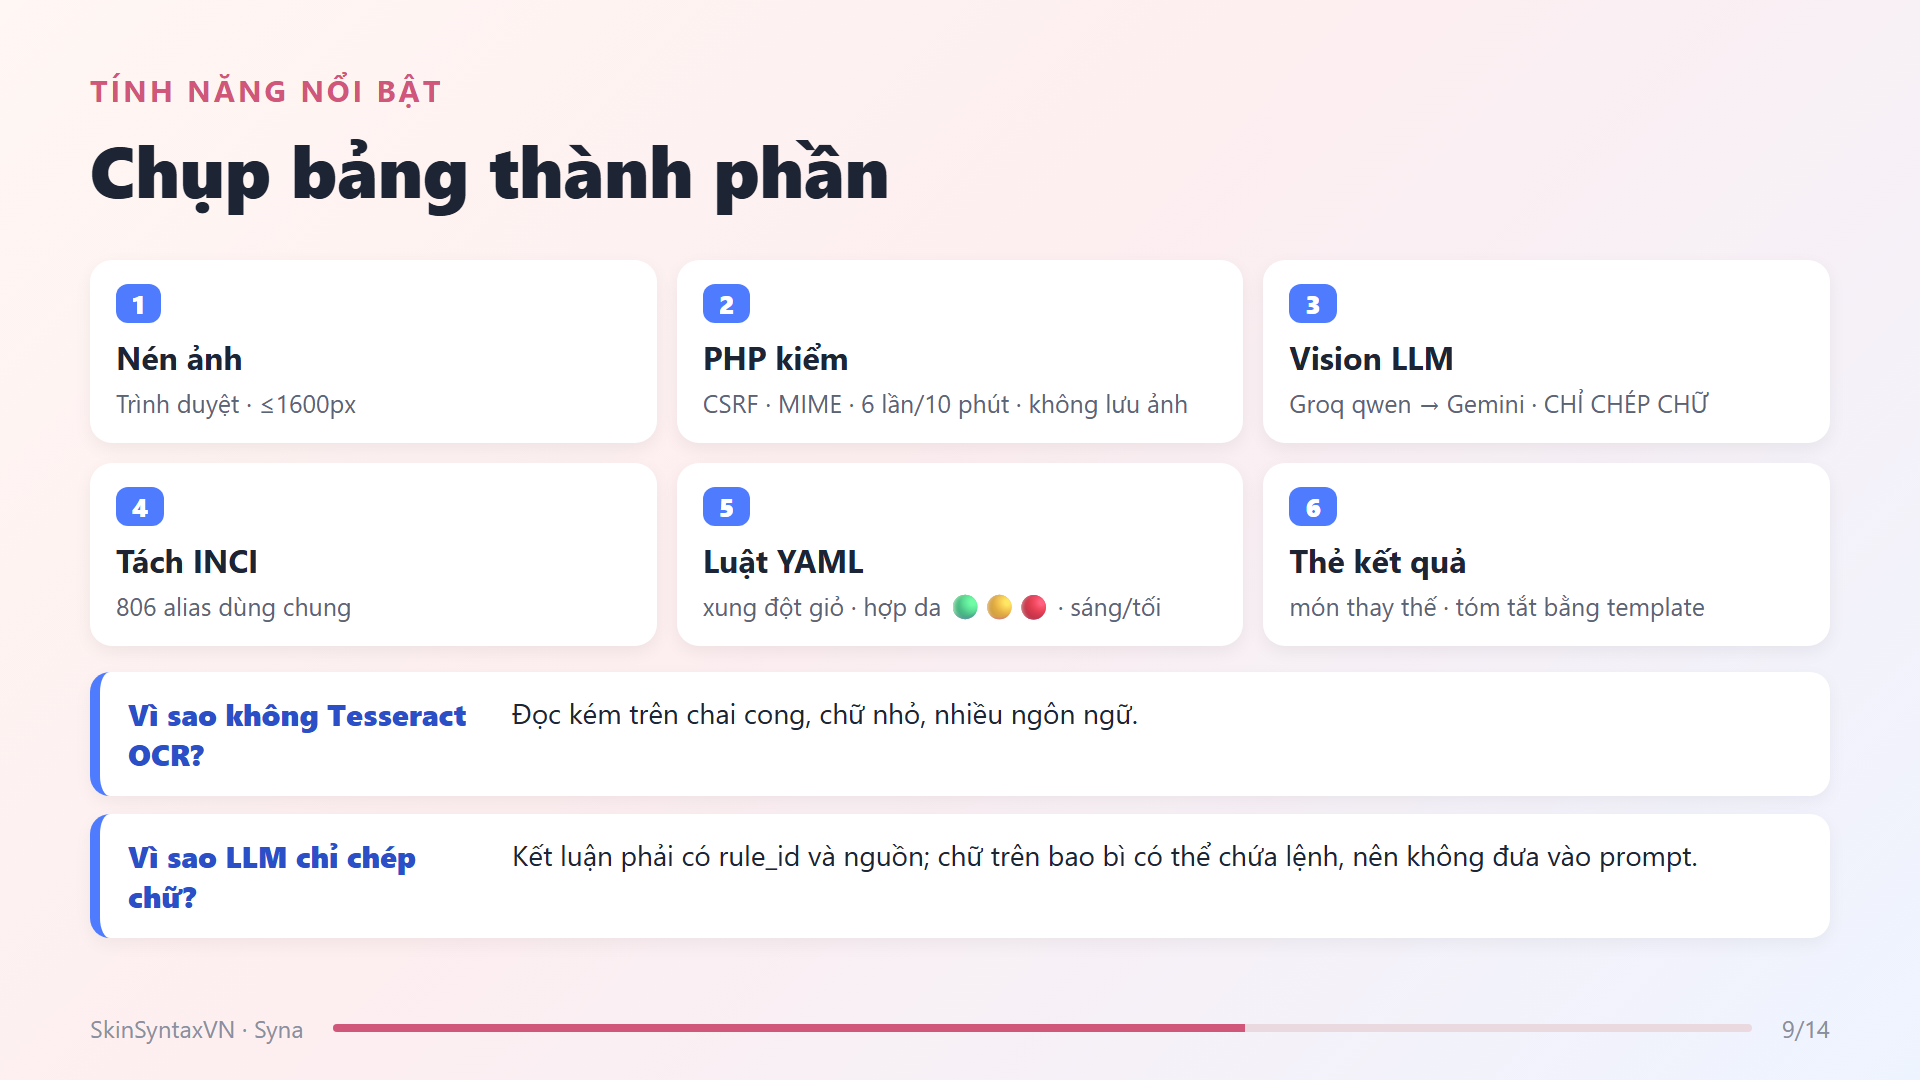 TÍNH NĂNG NỔI BẬT
Chụp bảng thành phần
1
Nén ảnh
Trình duyệt · ≤1600px
2
PHP kiểm
CSRF · MIME · 6 lần/10 phút · không lưu ảnh
3
Vision LLM
Groq qwen → Gemini · CHỈ CHÉP CHỮ
4
Tách INCI
806 alias dùng chung
5
Luật YAML
xung đột giỏ · hợp da 🟢 🟡 🔴 · sáng/tối
6
Thẻ kết quả
món thay thế · tóm tắt bằng template
Vì sao không Tesseract
OCR?
Đọc kém trên chai cong, chữ nhỏ, nhiều ngôn ngữ.
Vì sao LLM chỉ chép
chữ?
Kết luận phải có rule_id và nguồn; chữ trên bao bì có thể chứa lệnh, nên không đưa vào prompt.
SkinSyntaxVN · Syna
9/14